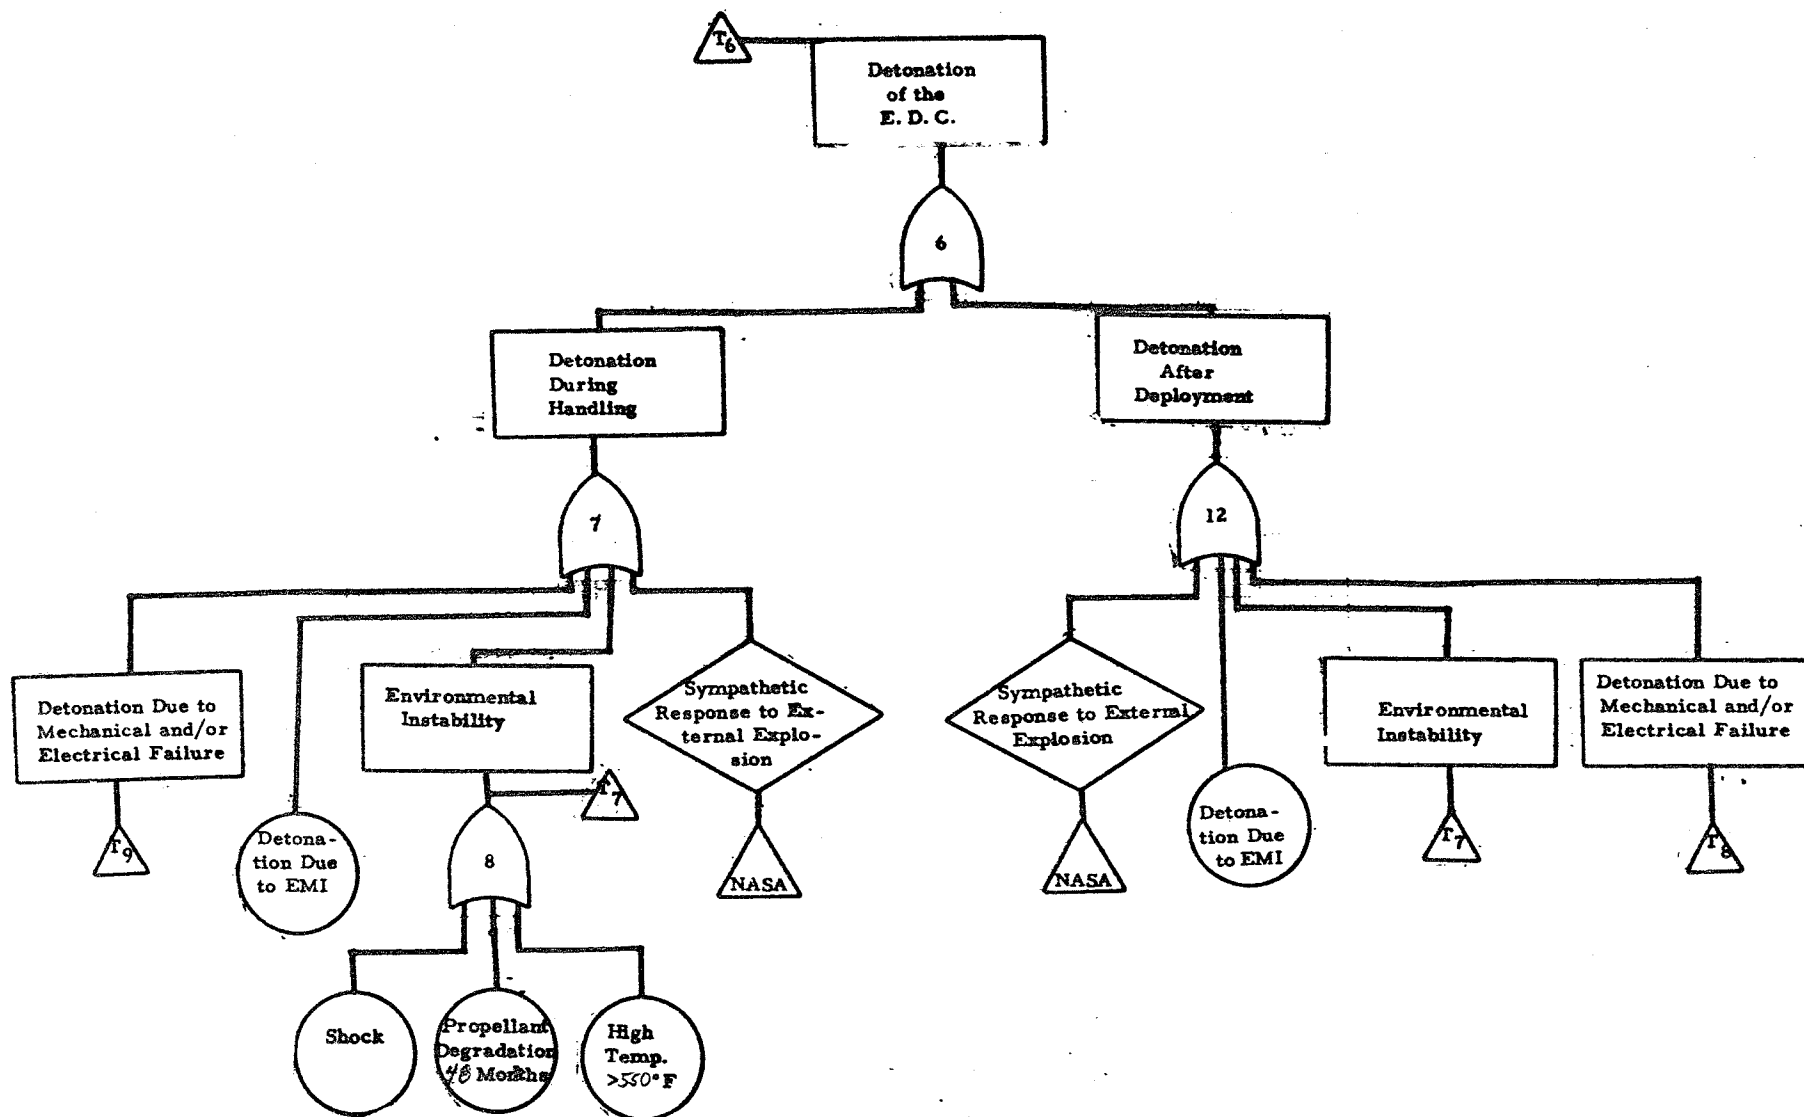 T6
Detonation
of the
E. D. C.
6
Detonation
During
Handling
Detonation
After
Deployment
7
12
Detonation Due to
Mechanical and/or
Electrical Failure
Environmental
Instability
Sympathetic
Response to Ex-
ternal Explo-
sion
Sympathetic
Response to External
Explosion
Environmental
Instability
Detonation Due to
Mechanical and/or
Electrical Failure
T9
Detona-
tion Due
to EMI
8
T7
NASA
NASA
Detona-
tion Due
to EMI
T7
T8
Shock
Propellant
Degradation
48 Months
High
Temp.
>550°F